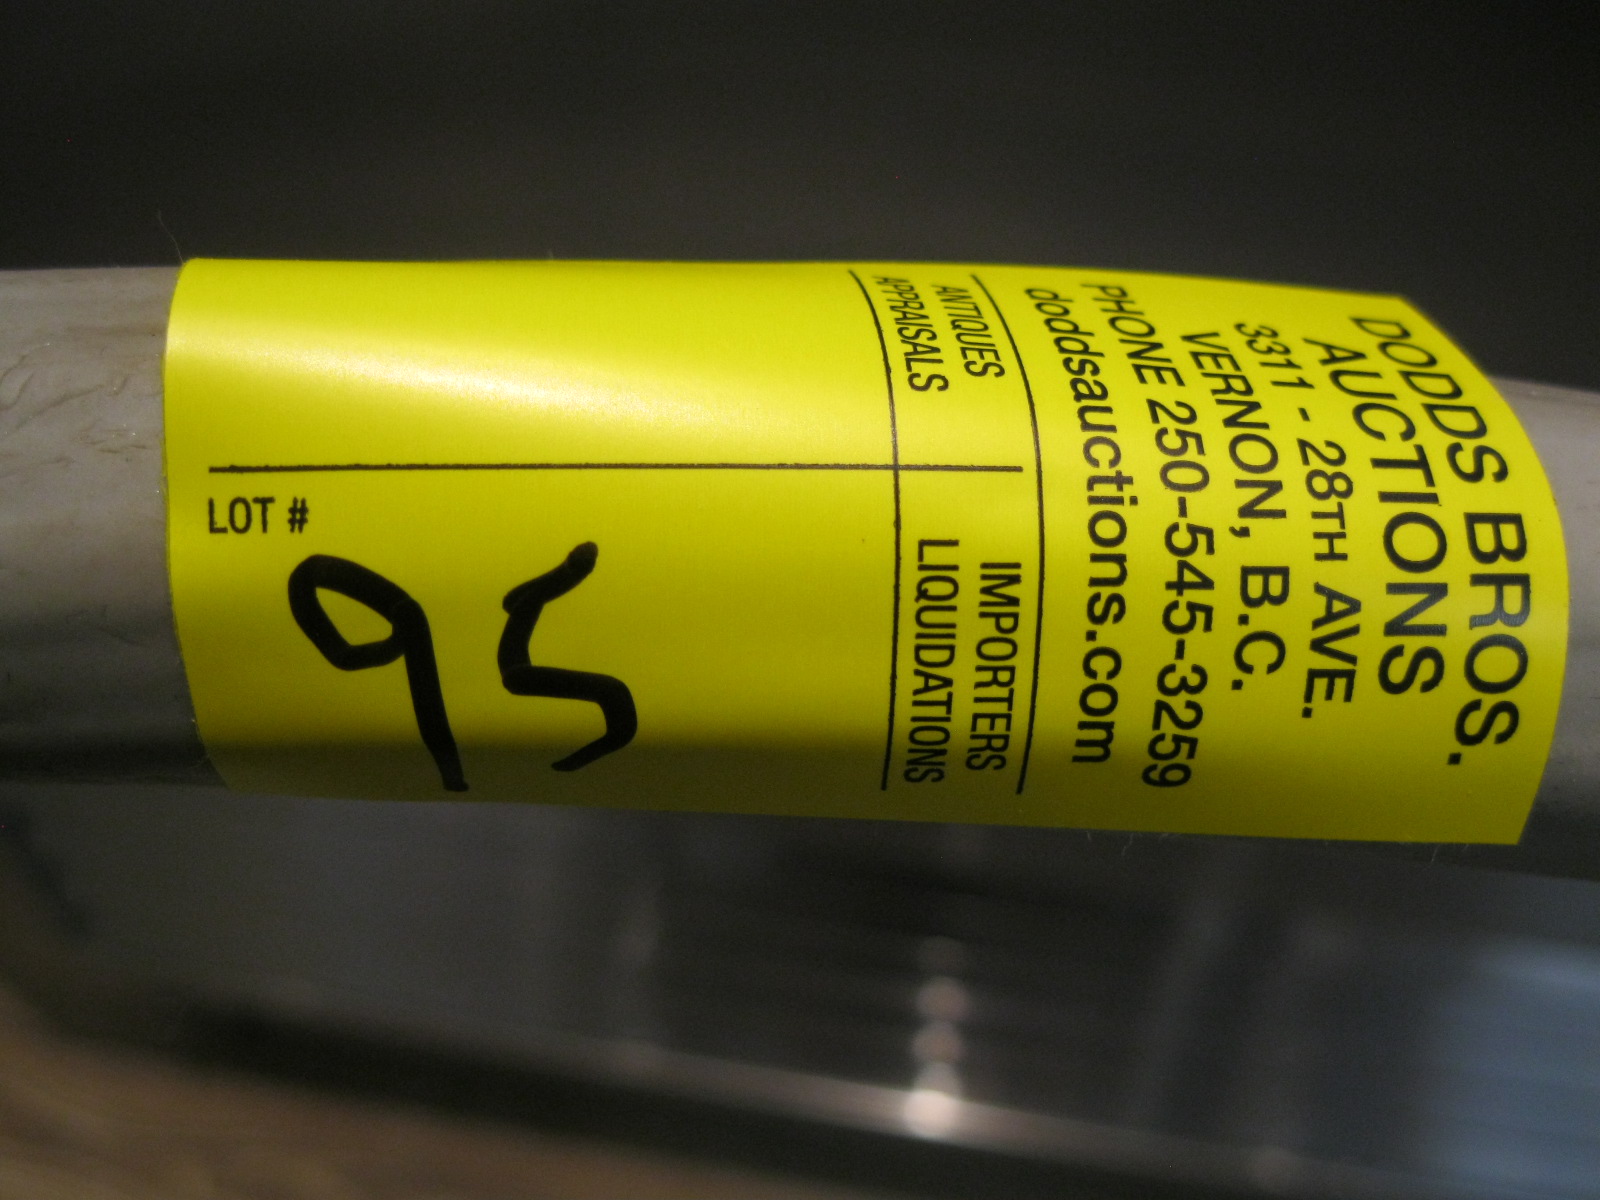 DODDS BROS.
AUCTIONS
3311 - 28TH AVE.
VERNON, B.C.
PHONE 250-545-3259
doddsauctions.com
ANTIQUES
APPRAISALS
IMPORTERS
LIQUIDATIONS
LOT #
95